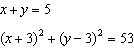 x + y = 5
(x + 3)² + (y − 3)² = 53